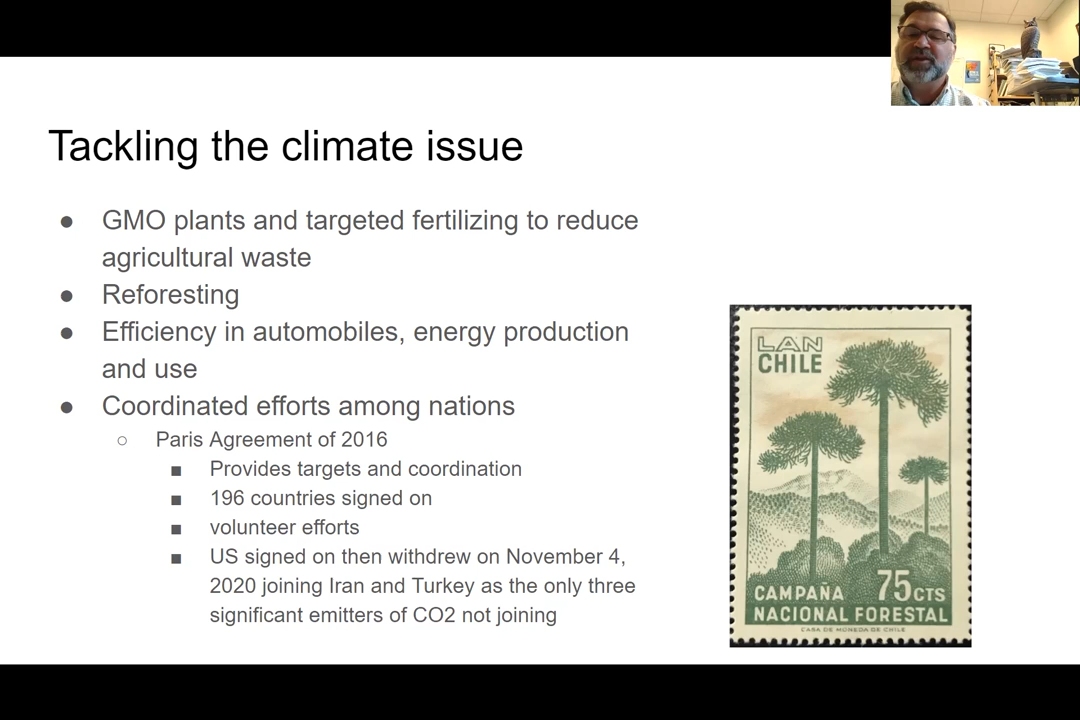 Tackling the climate issue
● GMO plants and targeted fertilizing to reduce
agricultural waste
● Reforesting
● Efficiency in automobiles, energy production
and use
● Coordinated efforts among nations
○ Paris Agreement of 2016
■ Provides targets and coordination
■ 196 countries signed on
■ volunteer efforts
■ US signed on then withdrew on November 4,
2020 joining Iran and Turkey as the only three
significant emitters of CO2 not joining
LAN
CHILE
CAMPAÑA 75 CTS
NACIONAL FORESTAL
CASA DE MONEDA DE CHILE